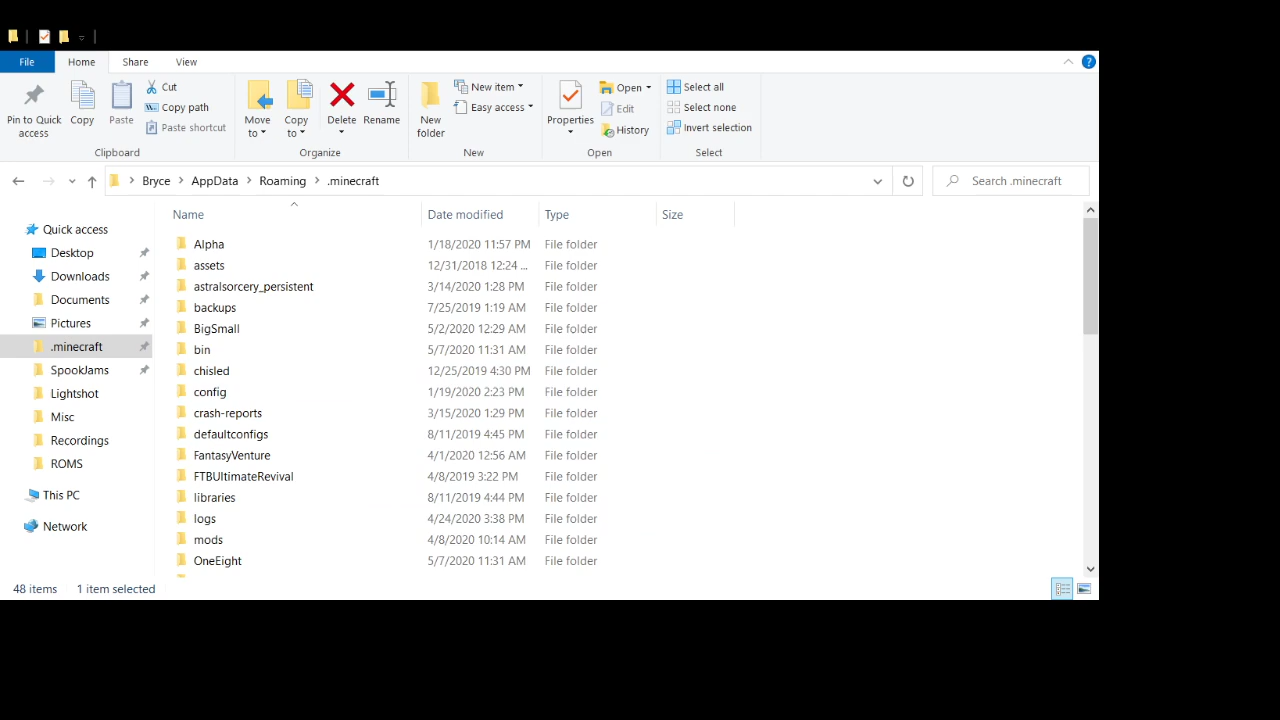 File Home Share View
Pin to Quick access
Copy
Paste
Cut
Copy path
Paste shortcut
Clipboard
Move to
Copy to
Delete
Rename
Organize
New folder
New item
Easy access
New
Properties
Open
Edit
History
Open
Select all
Select none
Invert selection
Select
Bryce > AppData > Roaming > .minecraft
Search .minecraft
Quick access
Desktop
Downloads
Documents
Pictures
.minecraft
SpookJams
Lightshot
Misc
Recordings
ROMS
This PC
Network
Name Date modified Type Size
Alpha 1/18/2020 11:57 PM File folder
assets 12/31/2018 12:24 ... File folder
astralsorcery_persistent 3/14/2020 1:28 PM File folder
backups 7/25/2019 1:19 AM File folder
BigSmall 5/2/2020 12:29 AM File folder
bin 5/7/2020 11:31 AM File folder
chisled 12/25/2019 4:30 PM File folder
config 1/19/2020 2:23 PM File folder
crash-reports 3/15/2020 1:29 PM File folder
defaultconfigs 8/11/2019 4:45 PM File folder
FantasyVenture 4/1/2020 12:56 AM File folder
FTBUltimateRevival 4/8/2019 3:22 PM File folder
libraries 8/11/2019 4:44 PM File folder
logs 4/24/2020 3:38 PM File folder
mods 4/8/2020 10:14 AM File folder
OneEight 5/7/2020 11:31 AM File folder
48 items 1 item selected